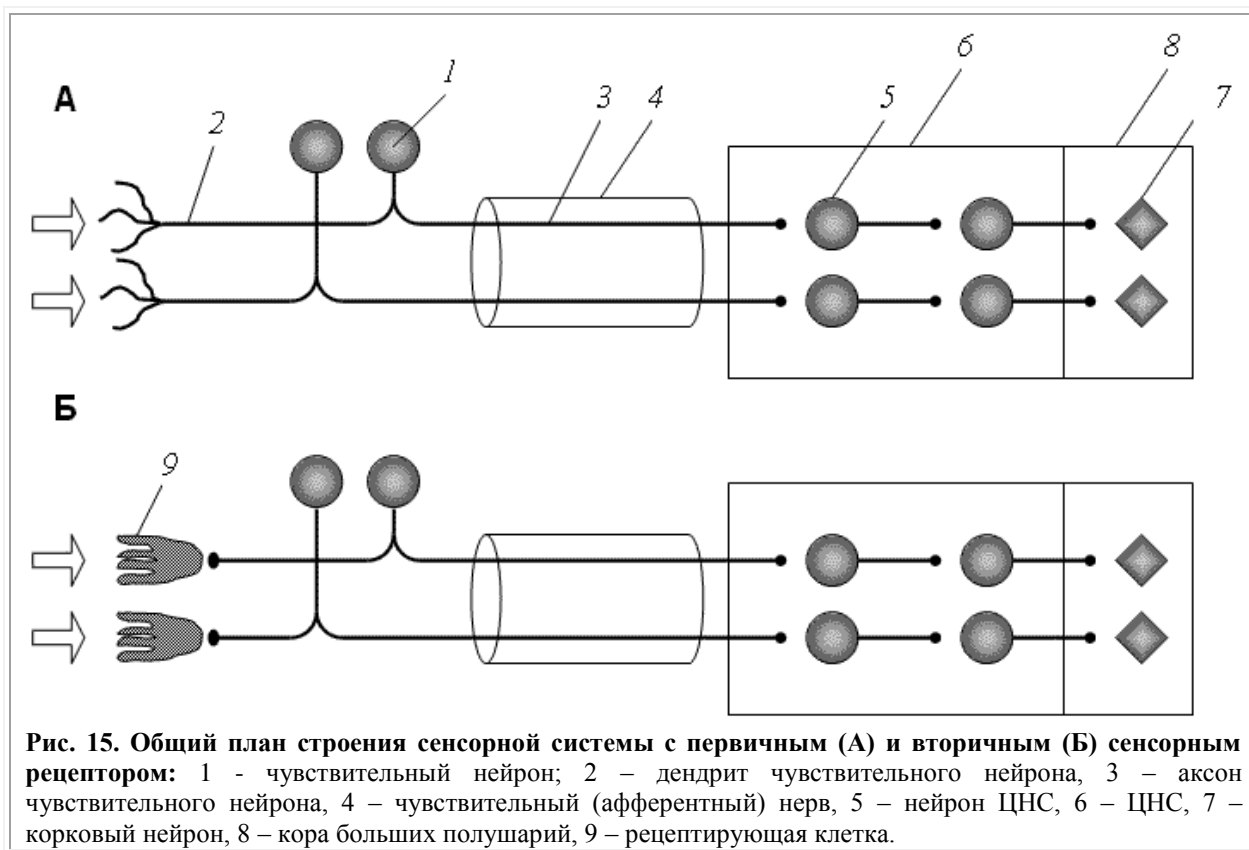 6 8
1
А 3 4 5 7
2
Б
9
Рис. 15. Общий план строения сенсорной системы с первичным (А) и вторичным (Б) сенсорным
рецептором: 1 - чувствительный нейрон; 2 – дендрит чувствительного нейрона, 3 – аксон
чувствительного нейрона, 4 – чувствительный (афферентный) нерв, 5 – нейрон ЦНС, 6 – ЦНС, 7 –
корковый нейрон, 8 – кора больших полушарий, 9 – рецептирующая клетка.